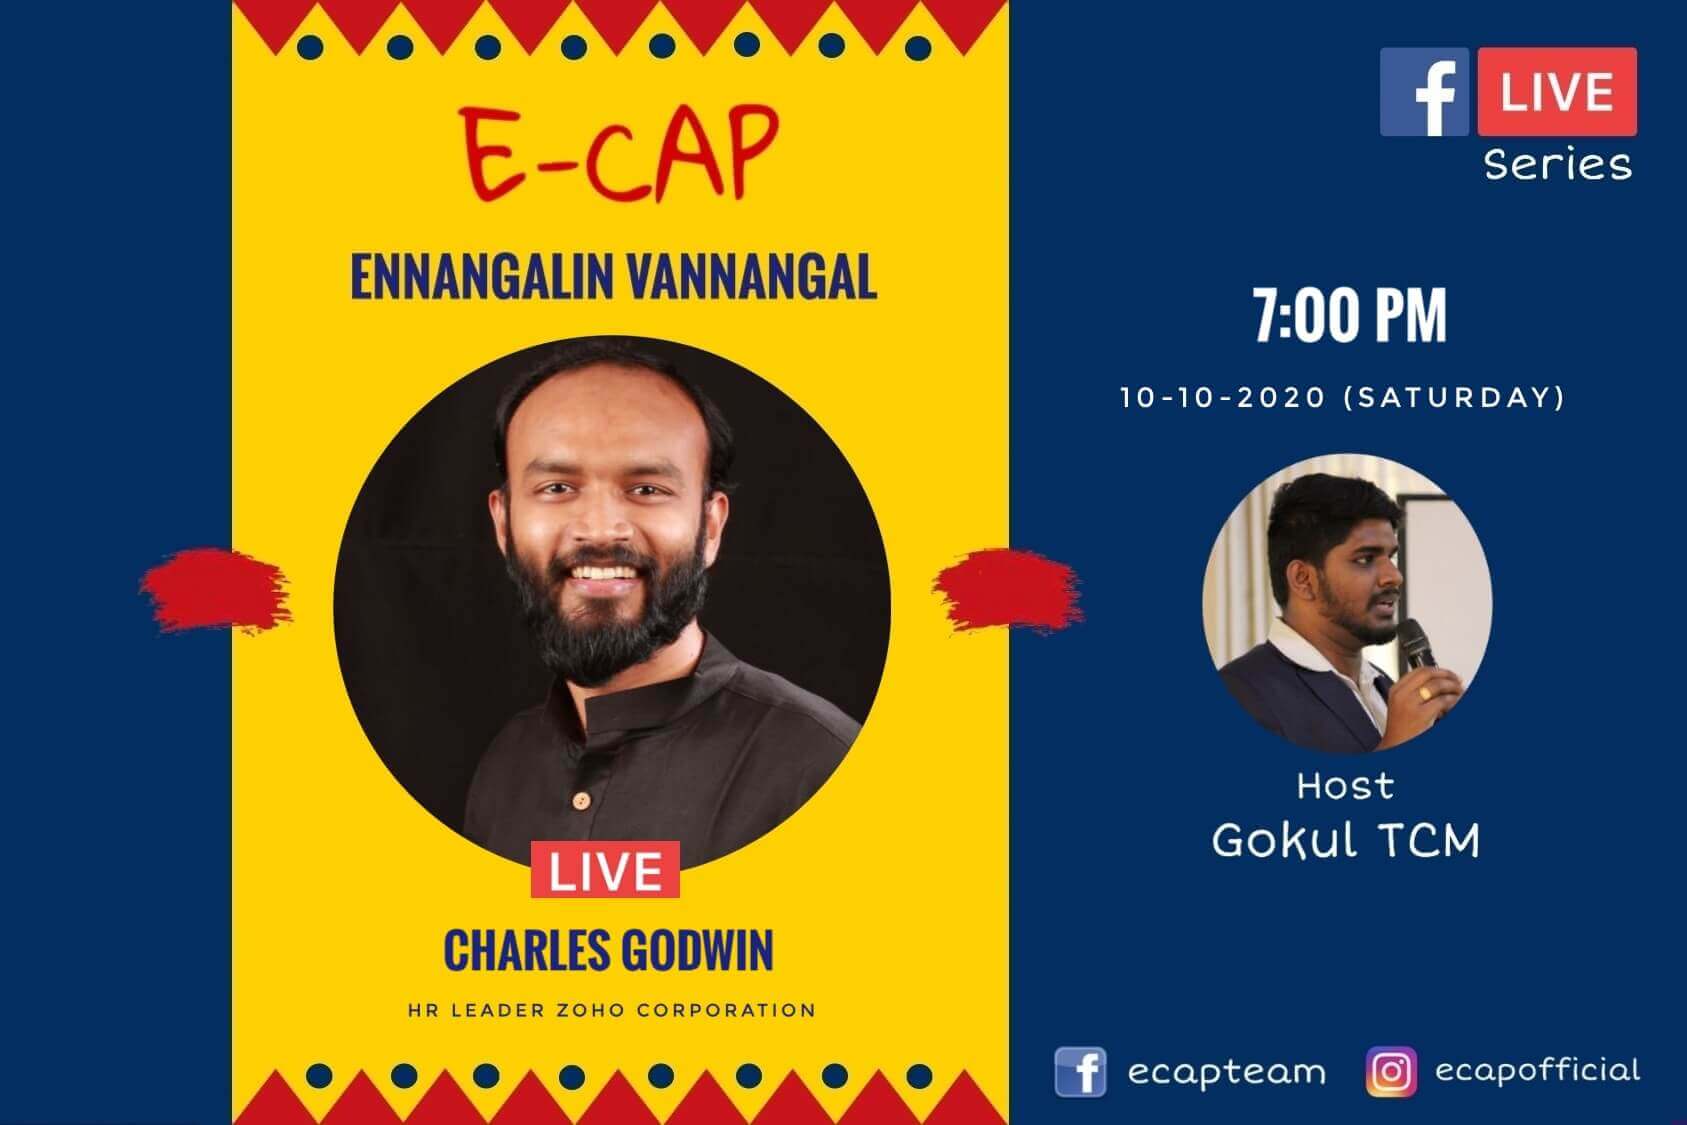 E-CAP
ENNANGALIN VANNANGAL
LIVE
CHARLES GODWIN
HR LEADER ZOHO CORPORATION
f LIVE
Series
7:00 PM
10-10-2020 (SATURDAY)
Host
Gokul TCM
f ecapteam
ecapofficial